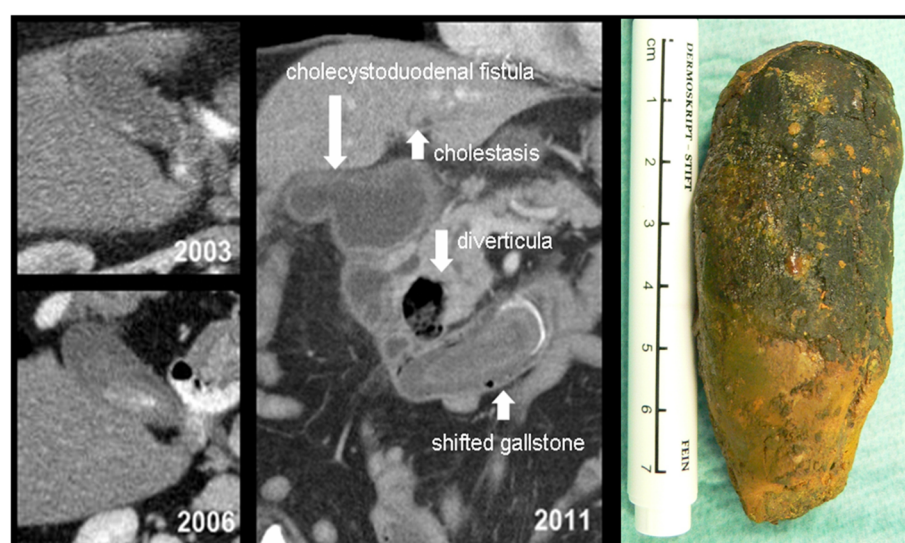 2003
2006
cholecystoduodenal fistula
cholestasis
diverticula
shifted gallstone
2011
cm
1
2
3
4
5
6
7
DERMOSKRIPT - STIFT
FEIN